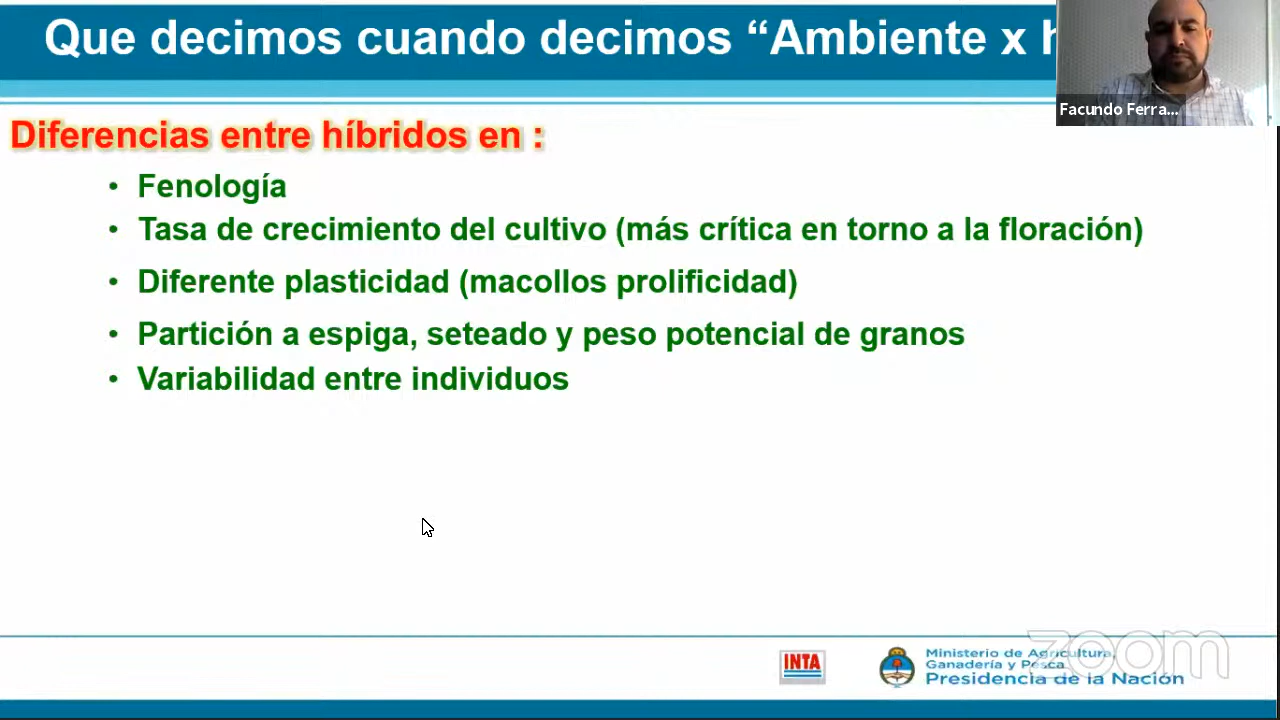 Que decimos cuando decimos “Ambiente x h
Facundo Ferra...
Diferencias entre híbridos en :
• Fenología
• Tasa de crecimiento del cultivo (más crítica en torno a la floración)
• Diferente plasticidad (macollos prolificidad)
• Partición a espiga, seteado y peso potencial de granos
• Variabilidad entre individuos
zoom
INTA
Ministerio de Agricultura,
Ganadería y Pesca
Presidencia de la Nación